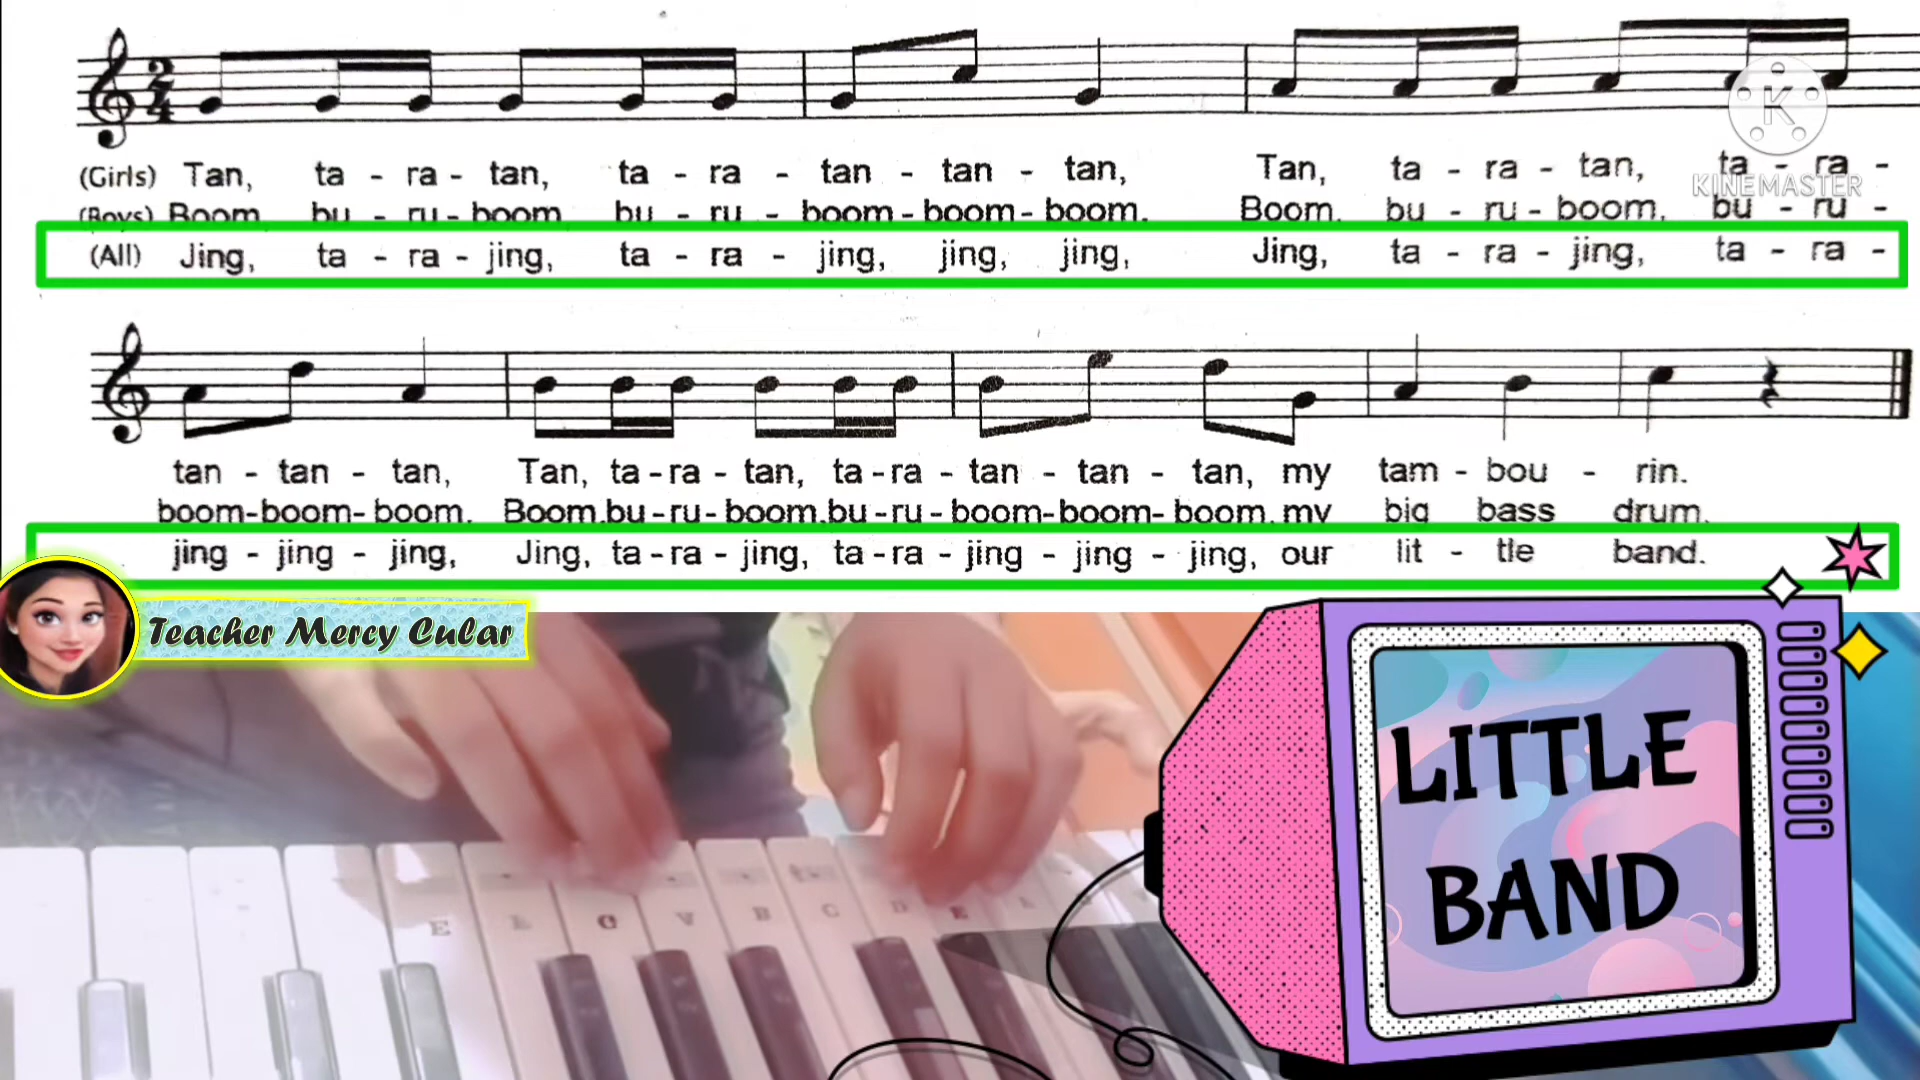 2 4
(Girls) Tan, ta - ra - tan, ta - ra - tan - tan - tan, Tan, ta - ra - tan, ta - ra -
(Boys) Boom bu - ru - boom bu - ru - boom - boom - boom. Boom. bu - ru - boom, bu - ru -
(All) Jing, ta - ra - jing, ta - ra - jing, jing, jing, Jing, ta - ra - jing, ta - ra -
KINEMASTER
tan - tan - tan, Tan, ta - ra - tan, ta - ra - tan - tan - tan, my tam - bou - rin.
boom - boom - boom. Boom. bu - ru - boom. bu - ru - boom - boom - boom. my big bass drum.
jing - jing - jing, Jing, ta - ra - jing, ta - ra - jing - jing - jing, our lit - tle band.
Teacher Mercy Cular
LITTLE
BAND
E G V B C D E